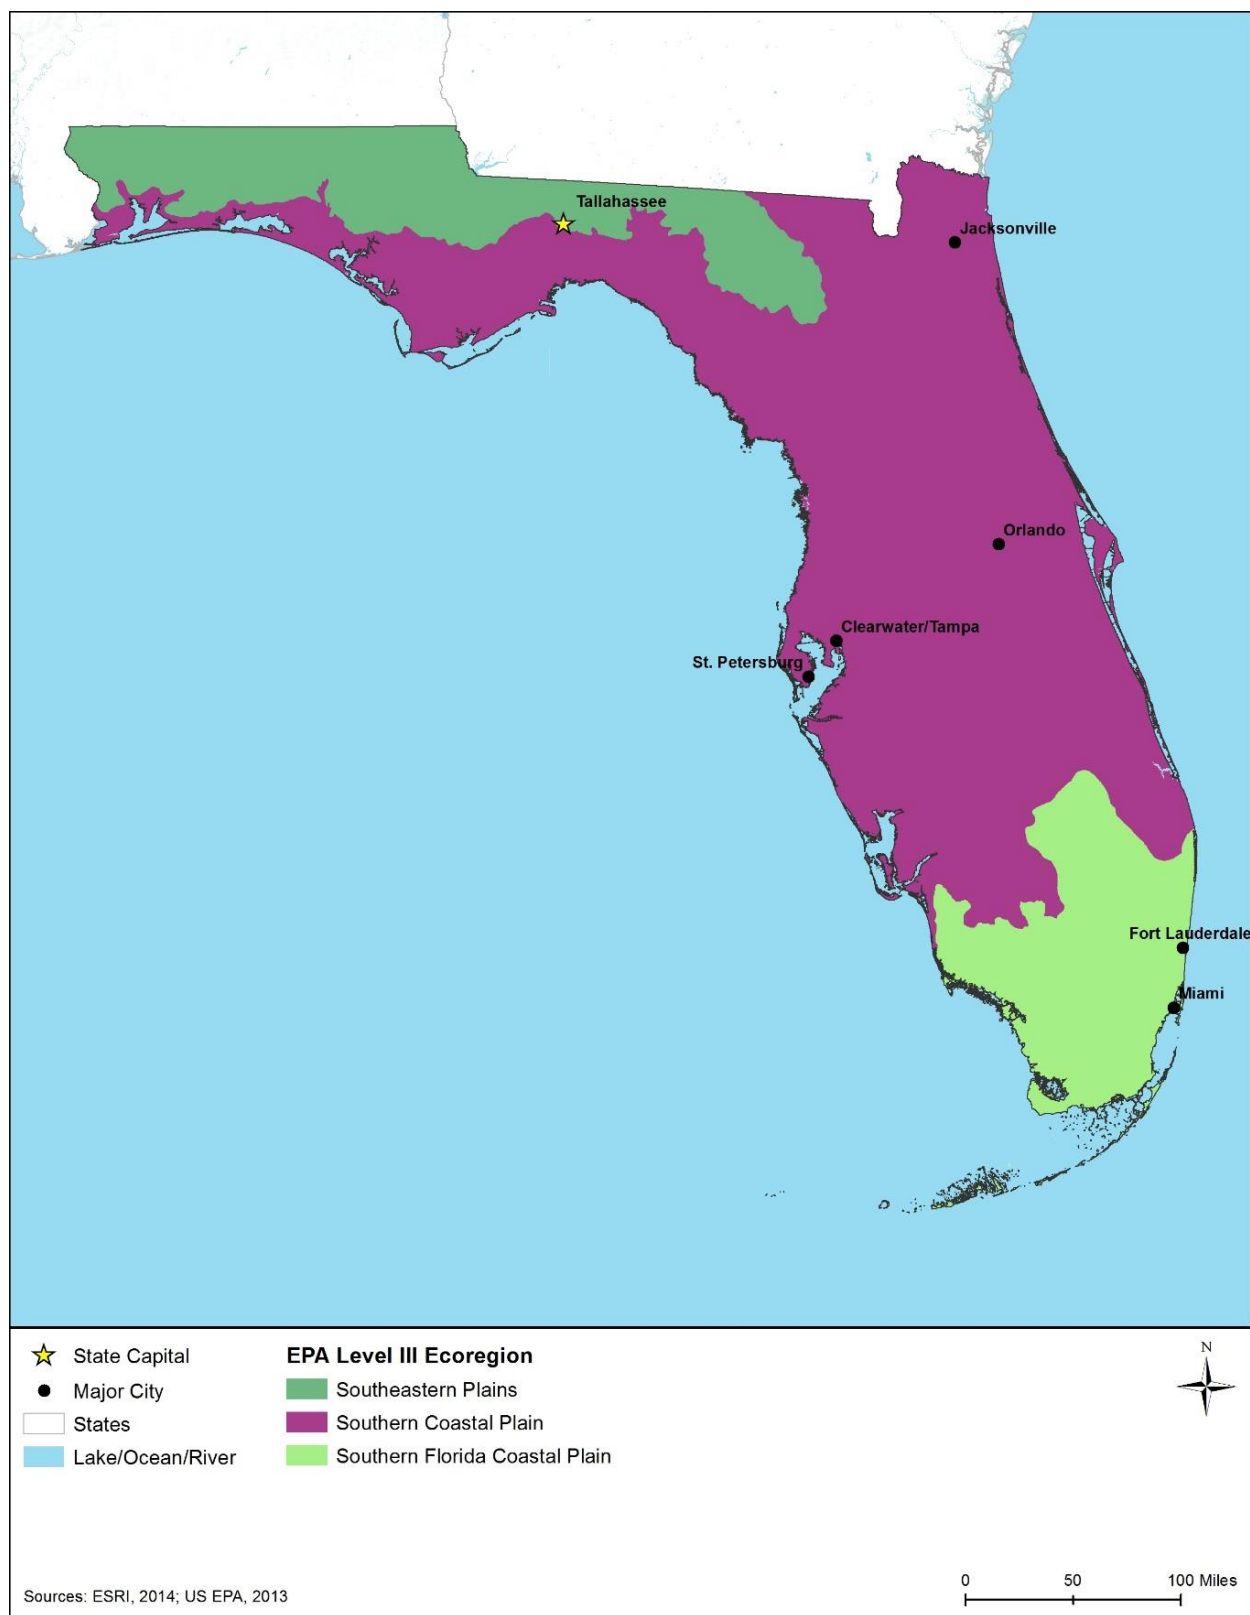 Tallahassee
Jacksonville
Orlando
Clearwater/Tampa
St. Petersburg
Fort Lauderdale
Miami
State Capital
Major City
States
Lake/Ocean/River
EPA Level III Ecoregion
Southeastern Plains
Southern Coastal Plain
Southern Florida Coastal Plain
N
Sources: ESRI, 2014; US EPA, 2013
0 50 100 Miles